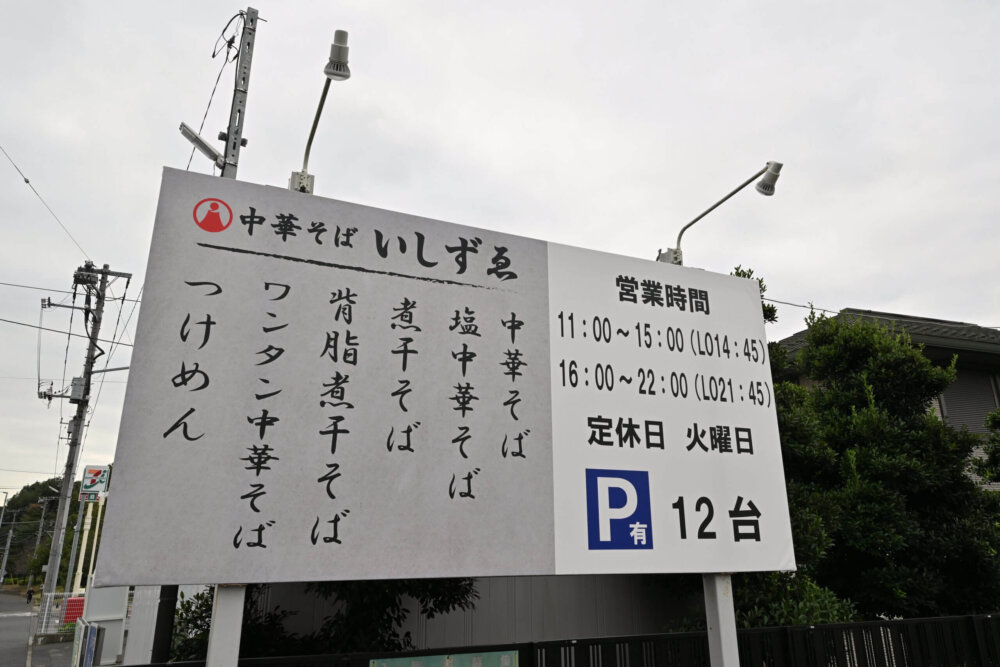 中華そば いしずゑ
中華そば
塩中華そば
煮干そば
背脂煮干そば
ワンタン中華そば
つけめん
営業時間
11:00～15:00(LO14:45)
16:00～22:00(LO21:45)
定休日 火曜日
P有 12台